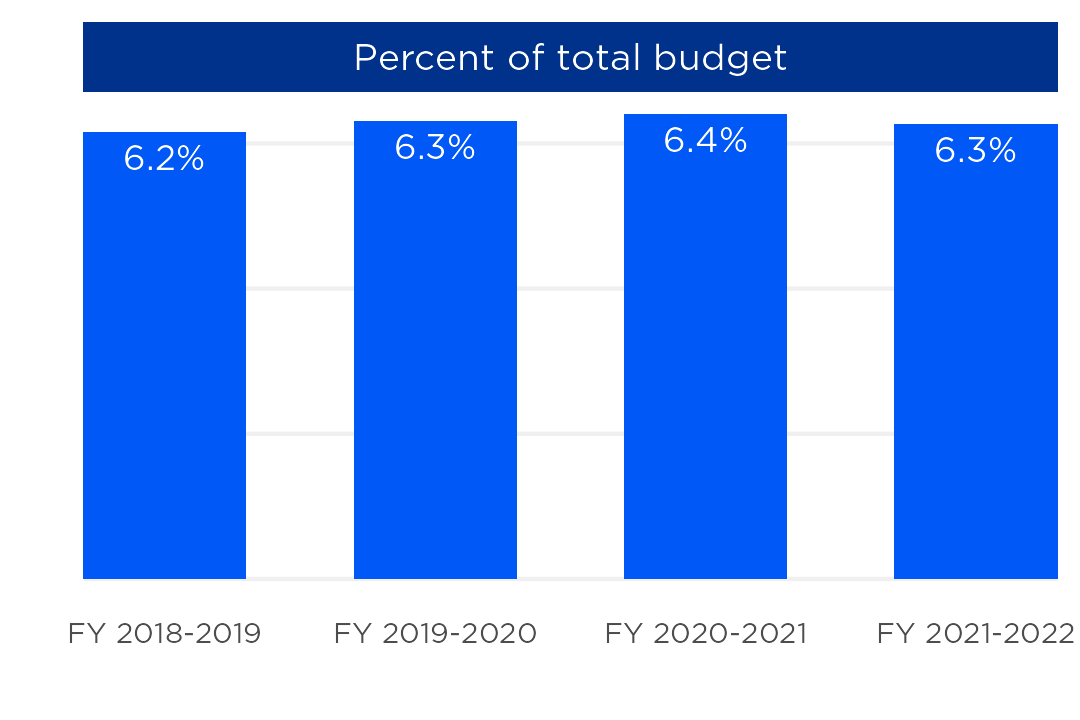 Percent of total budget
6.2%
6.3%
6.4%
6.3%
FY 2018-2019
FY 2019-2020
FY 2020-2021
FY 2021-2022